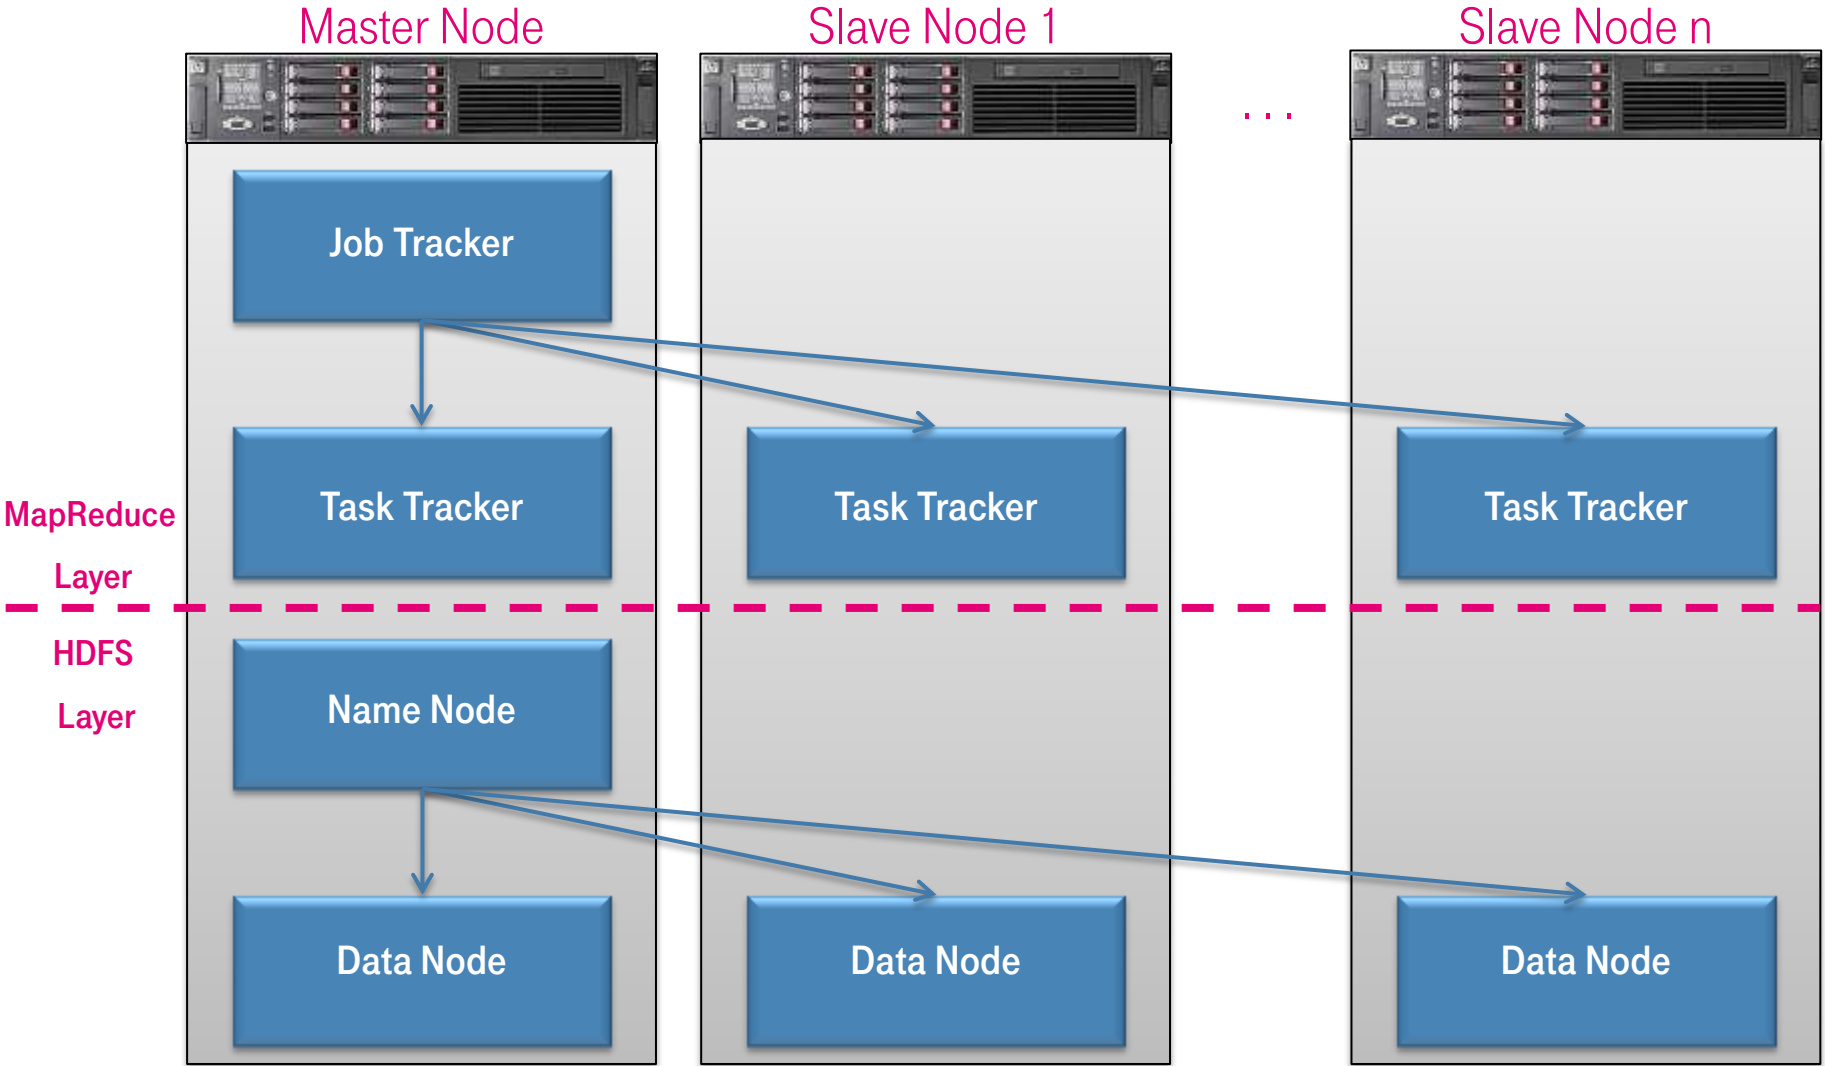 Master Node
Slave Node 1
Slave Node n
. . .
Job Tracker
Task Tracker
Task Tracker
Task Tracker
MapReduce
Layer
HDFS
Layer
Name Node
Data Node
Data Node
Data Node